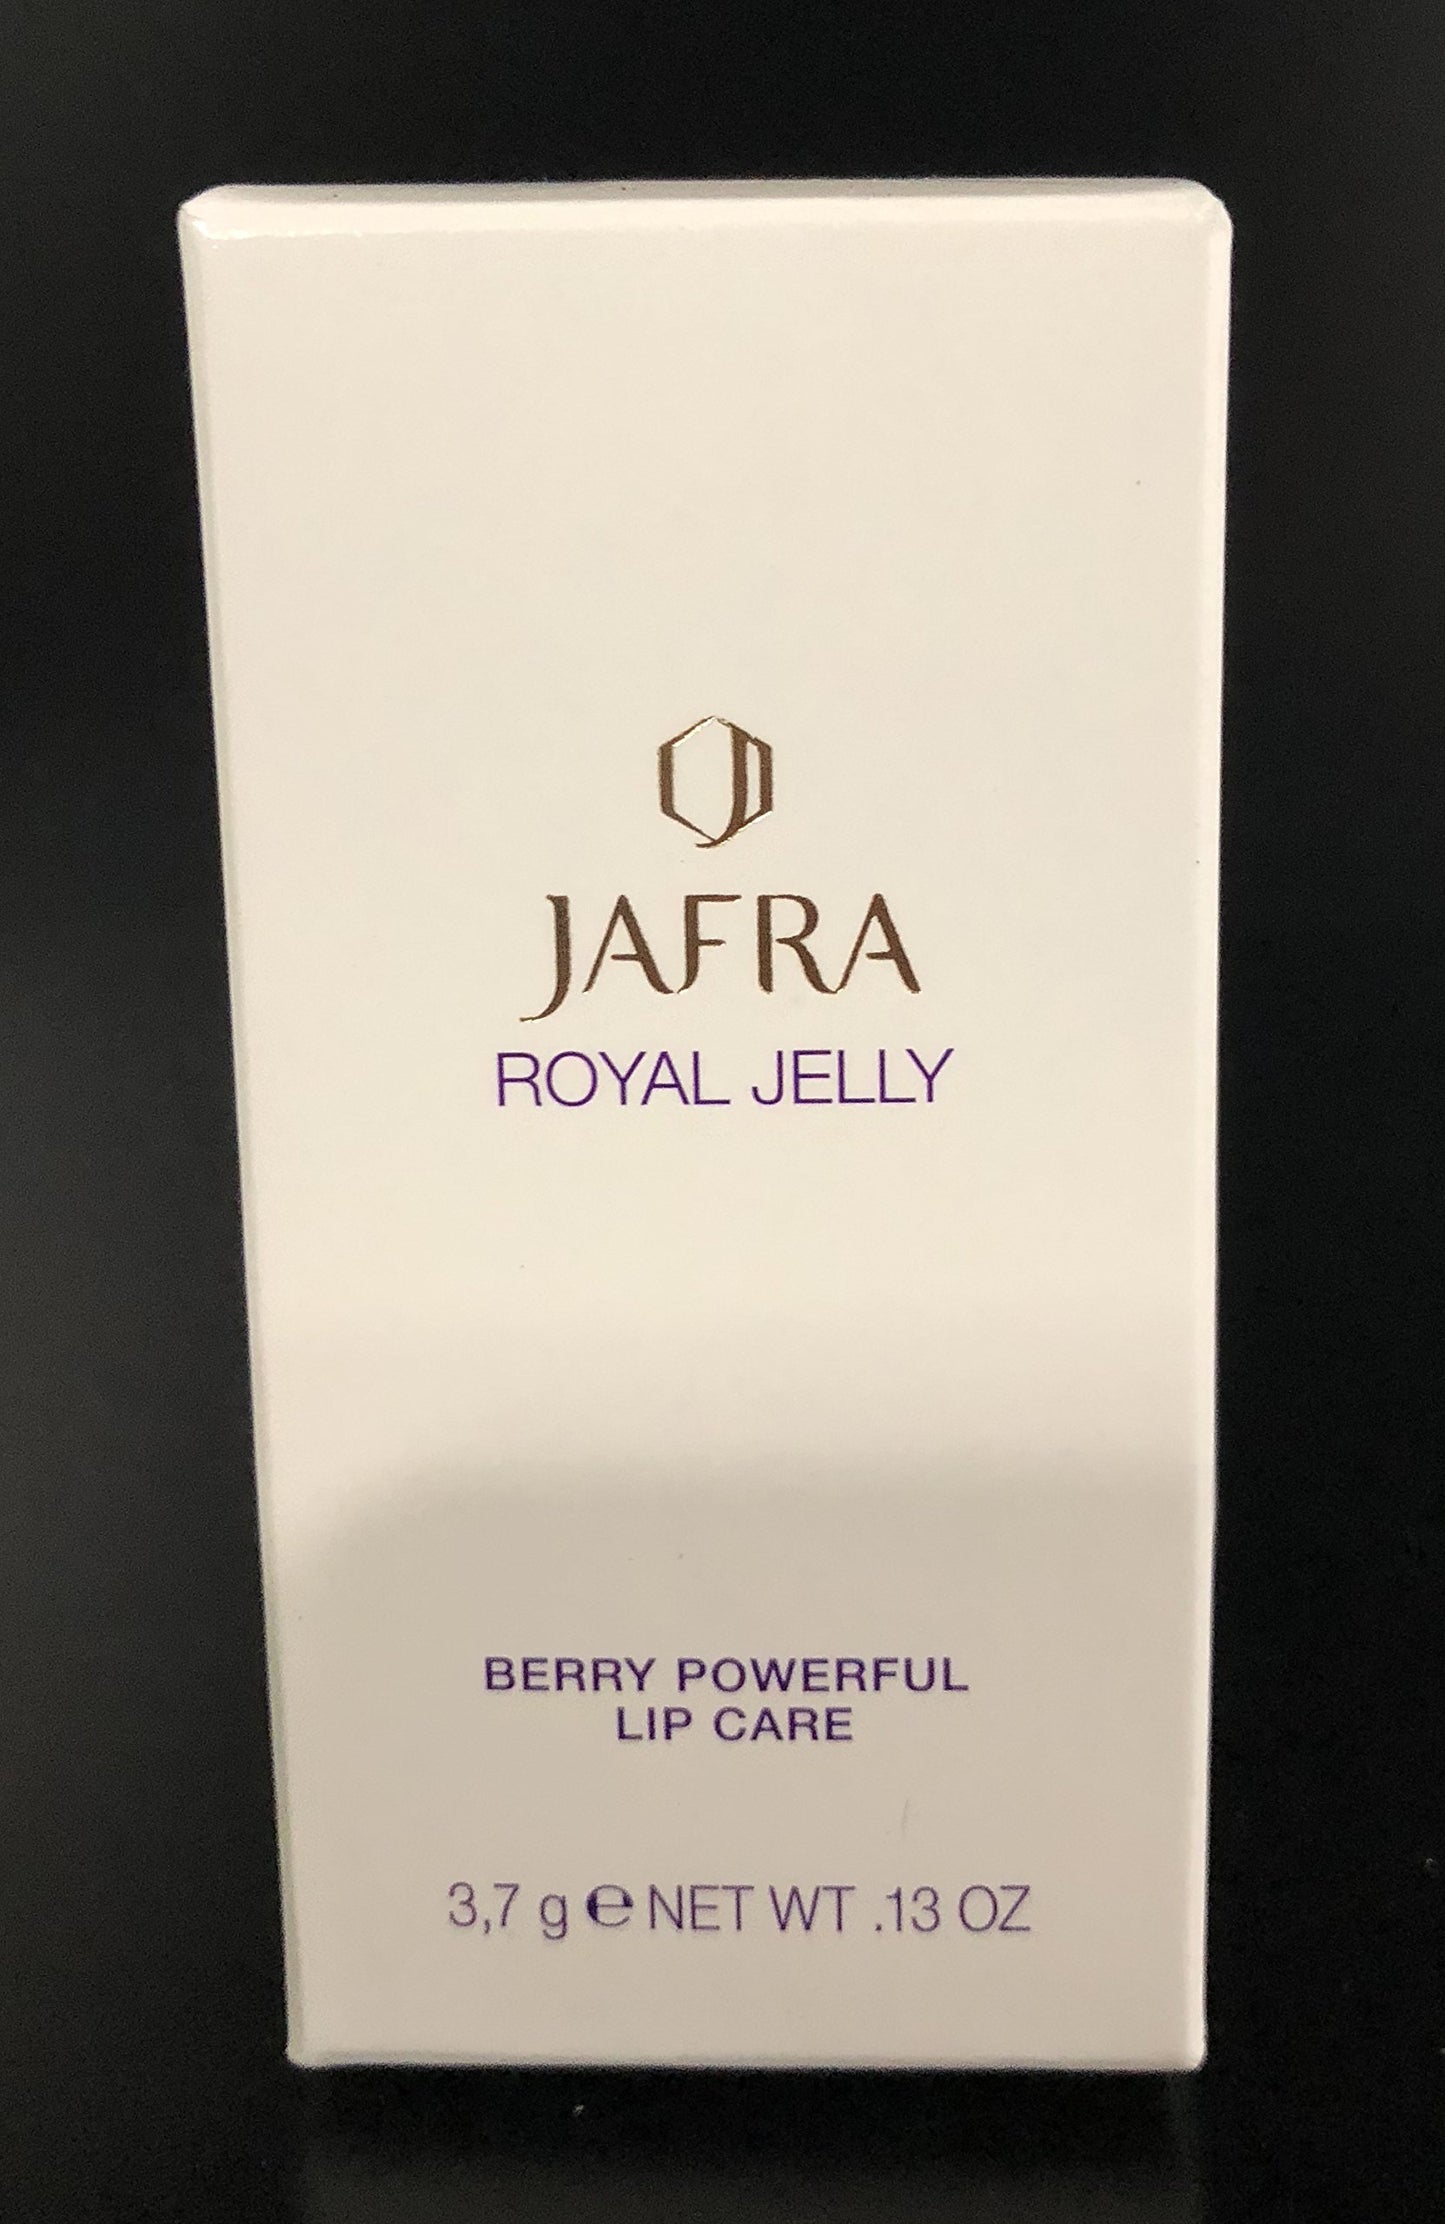 JAFRA
ROYAL JELLY
BERRY POWERFUL
LIP CARE
3,7 g ℮ NET WT .13 OZ